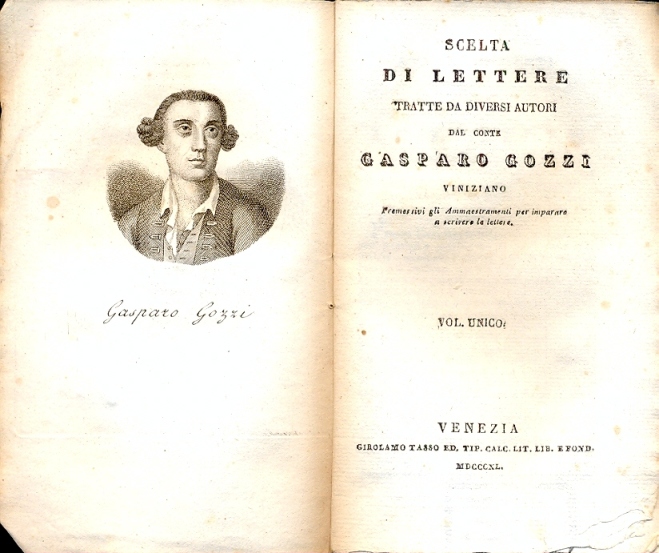 Gasparo Gozzi
SCELTA
DI LETTERE
TRATTE DA DIVERSI AUTORI
DAL CONTE
GASPARO GOZZI
VINIZIANO
Premessivi gli Ammaestramenti per imparare
a scrivere le lettere.
VOL. UNICO.
VENEZIA
GIROLAMO TASSO ED. TIP. CALC. LIT. LIB. E FOND.
MDCCCXL.